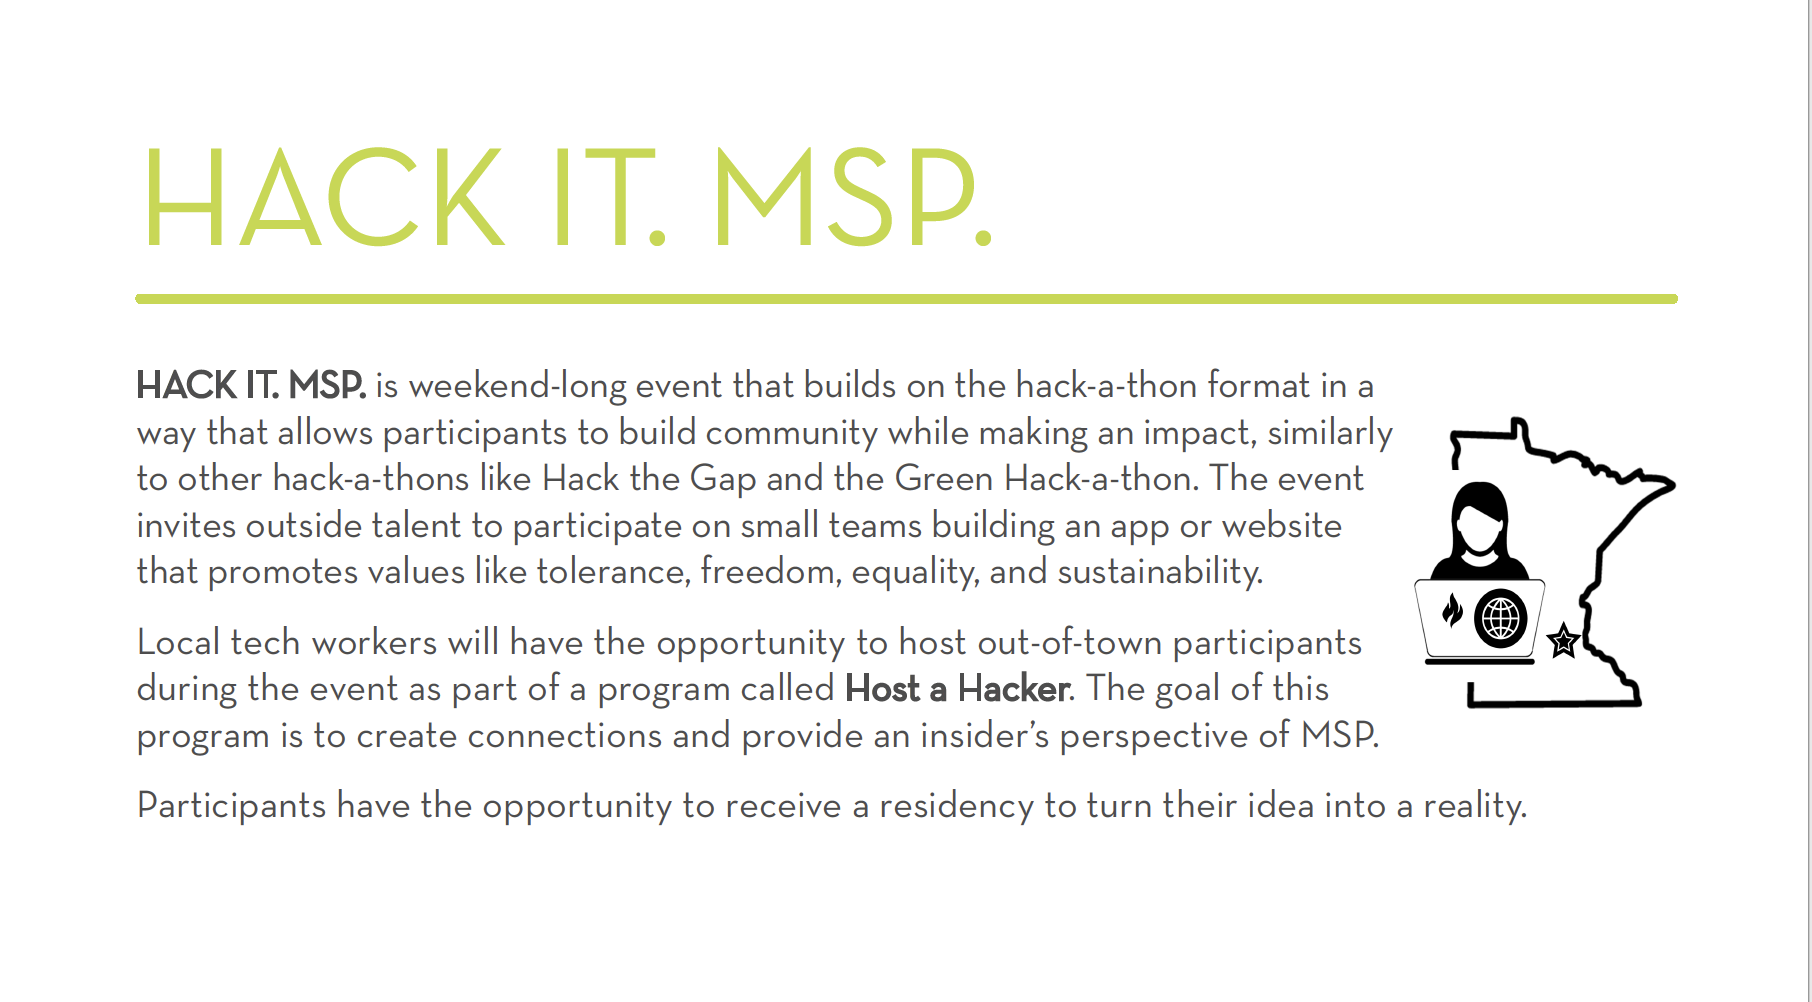 HACK IT. MSP.
HACK IT. MSP. is weekend-long event that builds on the hack-a-thon format in a
way that allows participants to build community while making an impact, similarly
to other hack-a-thons like Hack the Gap and the Green Hack-a-thon. The event
invites outside talent to participate on small teams building an app or website
that promotes values like tolerance, freedom, equality, and sustainability.
Local tech workers will have the opportunity to host out-of-town participants
during the event as part of a program called Host a Hacker. The goal of this
program is to create connections and provide an insider’s perspective of MSP.
Participants have the opportunity to receive a residency to turn their idea into a reality.